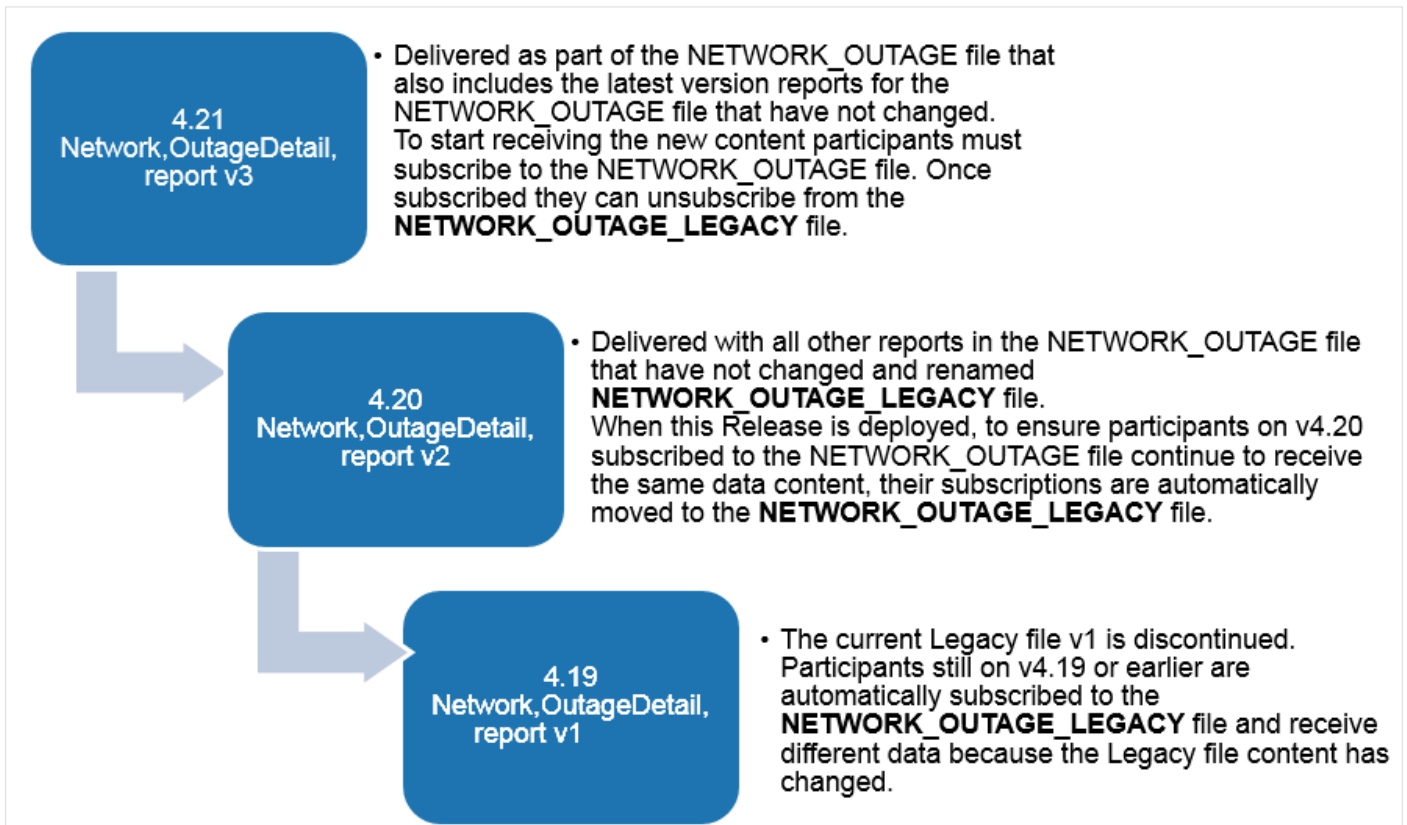 4.21
Network,OutageDetail,
report v3
• Delivered as part of the NETWORK_OUTAGE file that
also includes the latest version reports for the
NETWORK_OUTAGE file that have not changed.
To start receiving the new content participants must
subscribe to the NETWORK_OUTAGE file. Once
subscribed they can unsubscribe from the
NETWORK_OUTAGE_LEGACY file.
4.20
Network,OutageDetail,
report v2
• Delivered with all other reports in the NETWORK_OUTAGE file
that have not changed and renamed
NETWORK_OUTAGE_LEGACY file.
When this Release is deployed, to ensure participants on v4.20
subscribed to the NETWORK_OUTAGE file continue to receive
the same data content, their subscriptions are automatically
moved to the NETWORK_OUTAGE_LEGACY file.
4.19
Network,OutageDetail,
report v1
• The current Legacy file v1 is discontinued.
Participants still on v4.19 or earlier are
automatically subscribed to the
NETWORK_OUTAGE_LEGACY file and receive
different data because the Legacy file content has
changed.